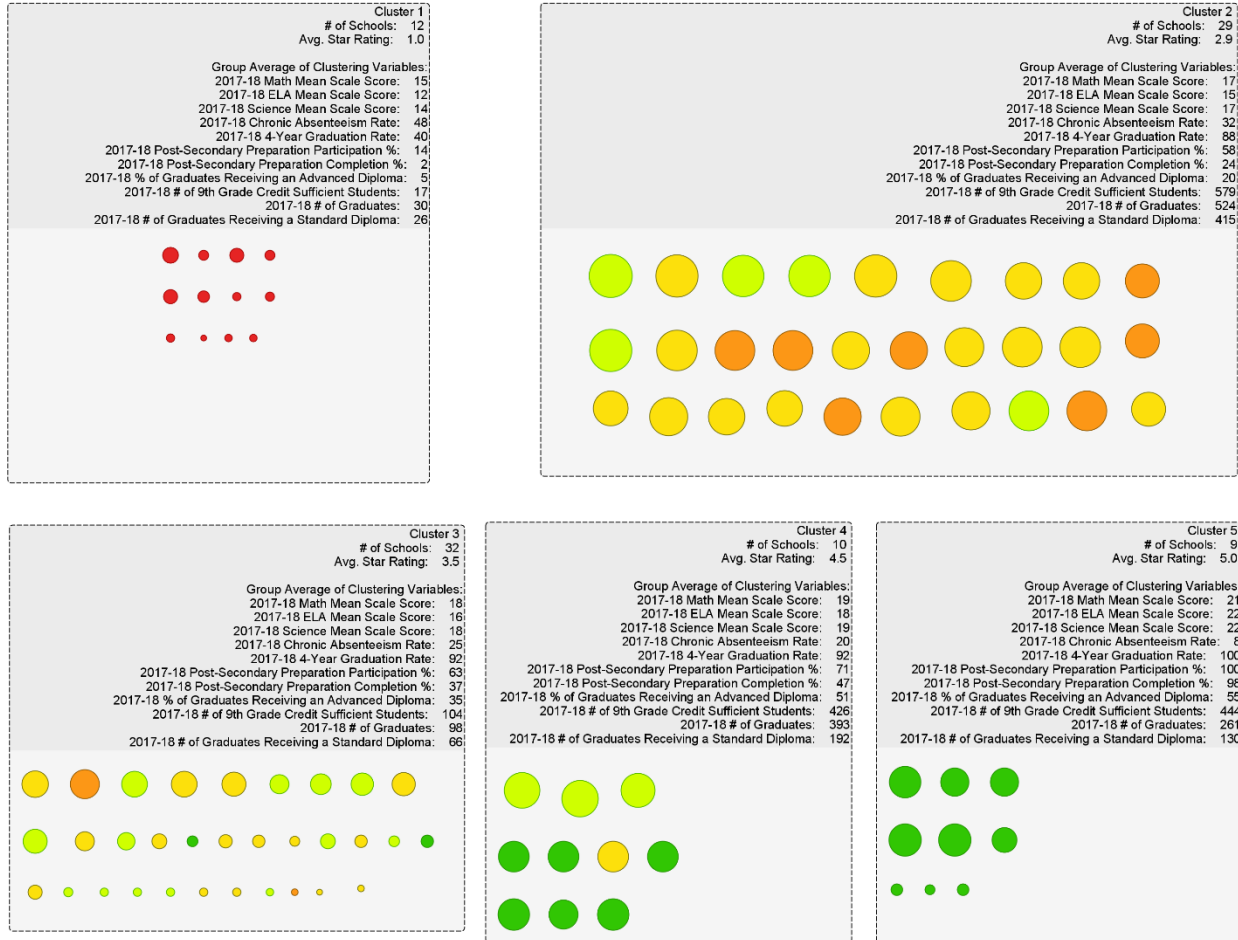 Cluster 1
# of Schools: 12
Avg. Star Rating: 1.0
Group Average of Clustering Variables:
2017-18 Math Mean Scale Score: 15
2017-18 ELA Mean Scale Score: 12
2017-18 Science Mean Scale Score: 14
2017-18 Chronic Absenteeism Rate: 48
2017-18 4-Year Graduation Rate: 40
2017-18 Post-Secondary Preparation Participation %: 14
2017-18 Post-Secondary Preparation Completion %: 2
2017-18 % of Graduates Receiving an Advanced Diploma: 5
2017-18 # of 9th Grade Credit Sufficient Students: 17
2017-18 # of Graduates: 30
2017-18 # of Graduates Receiving a Standard Diploma: 26
Cluster 2
# of Schools: 29
Avg. Star Rating: 2.9
Group Average of Clustering Variables:
2017-18 Math Mean Scale Score: 17
2017-18 ELA Mean Scale Score: 15
2017-18 Science Mean Scale Score: 17
2017-18 Chronic Absenteeism Rate: 32
2017-18 4-Year Graduation Rate: 88
2017-18 Post-Secondary Preparation Participation %: 58
2017-18 Post-Secondary Preparation Completion %: 24
2017-18 % of Graduates Receiving an Advanced Diploma: 20
2017-18 # of 9th Grade Credit Sufficient Students: 579
2017-18 # of Graduates: 524
2017-18 # of Graduates Receiving a Standard Diploma: 415
Cluster 3
# of Schools: 32
Avg. Star Rating: 3.5
Group Average of Clustering Variables:
2017-18 Math Mean Scale Score: 18
2017-18 ELA Mean Scale Score: 16
2017-18 Science Mean Scale Score: 18
2017-18 Chronic Absenteeism Rate: 25
2017-18 4-Year Graduation Rate: 92
2017-18 Post-Secondary Preparation Participation %: 63
2017-18 Post-Secondary Preparation Completion %: 37
2017-18 % of Graduates Receiving an Advanced Diploma: 35
2017-18 # of 9th Grade Credit Sufficient Students: 104
2017-18 # of Graduates: 98
2017-18 # of Graduates Receiving a Standard Diploma: 66
Cluster 4
# of Schools: 10
Avg. Star Rating: 4.5
Group Average of Clustering Variables:
2017-18 Math Mean Scale Score: 19
2017-18 ELA Mean Scale Score: 18
2017-18 Science Mean Scale Score: 19
2017-18 Chronic Absenteeism Rate: 20
2017-18 4-Year Graduation Rate: 92
2017-18 Post-Secondary Preparation Participation %: 71
2017-18 Post-Secondary Preparation Completion %: 47
2017-18 % of Graduates Receiving an Advanced Diploma: 51
2017-18 # of 9th Grade Credit Sufficient Students: 426
2017-18 # of Graduates: 393
2017-18 # of Graduates Receiving a Standard Diploma: 192
Cluster 5
# of Schools: 9
Avg. Star Rating: 5.0
Group Average of Clustering Variables
2017-18 Math Mean Scale Score: 21
2017-18 ELA Mean Scale Score: 22
2017-18 Science Mean Scale Score: 22
2017-18 Chronic Absenteeism Rate: 8
2017-18 4-Year Graduation Rate: 100
2017-18 Post-Secondary Preparation Participation %: 100
2017-18 Post-Secondary Preparation Completion %: 98
2017-18 % of Graduates Receiving an Advanced Diploma: 55
2017-18 # of 9th Grade Credit Sufficient Students: 444
2017-18 # of Graduates: 261
2017-18 # of Graduates Receiving a Standard Diploma: 130